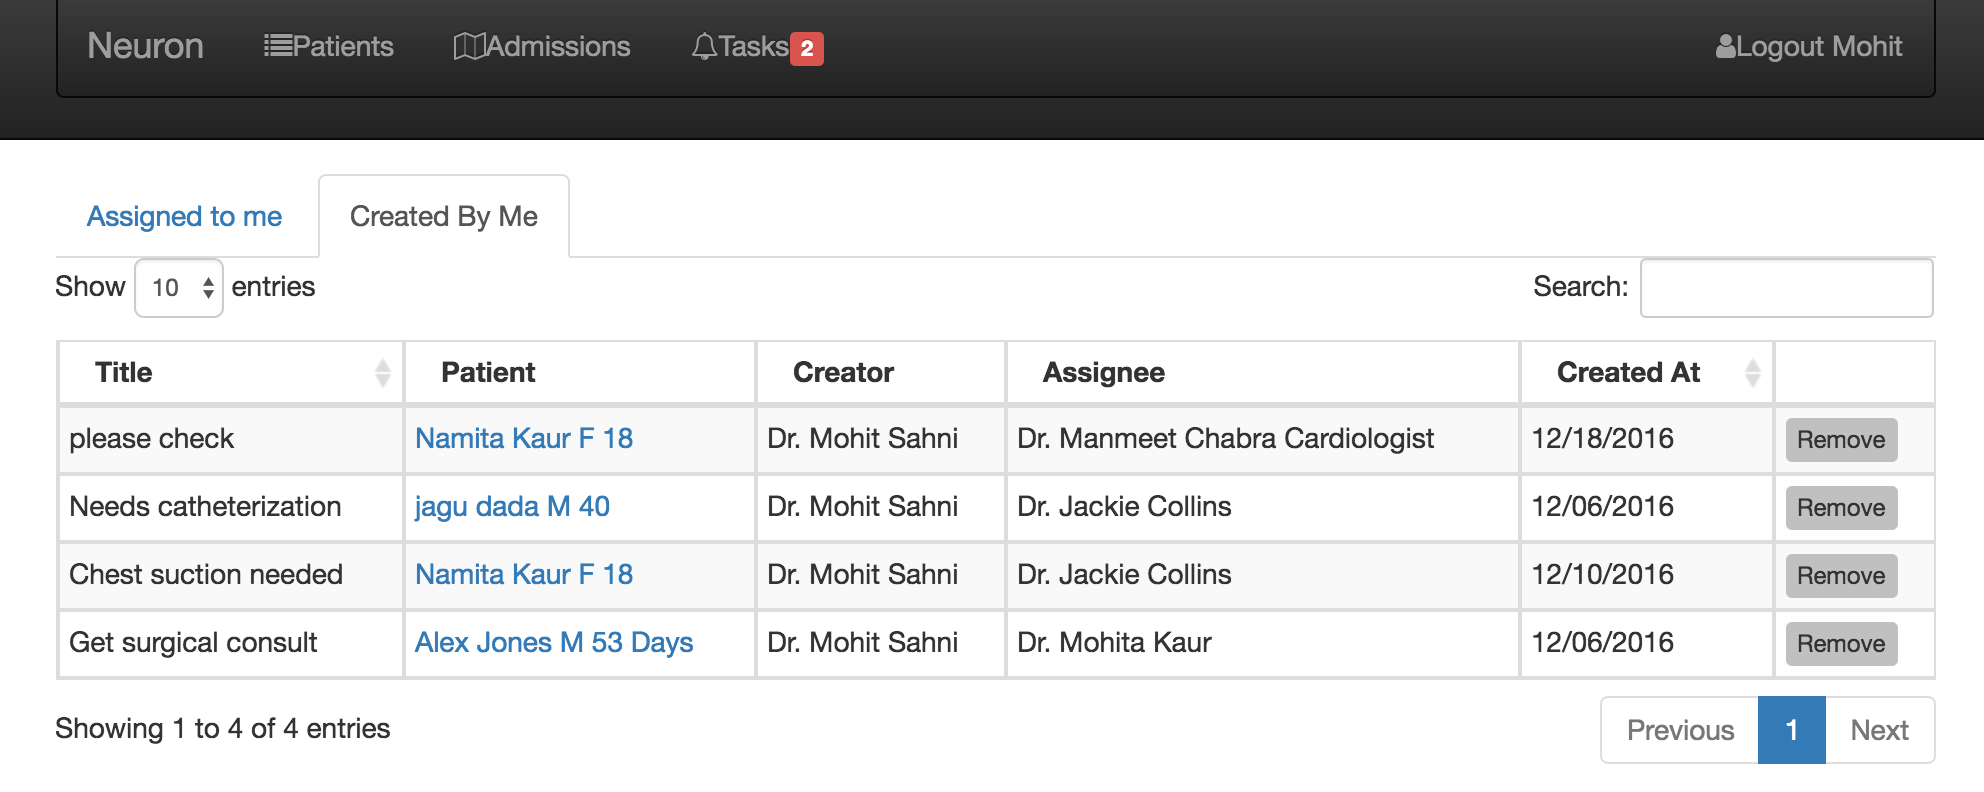 Neuron Patients Admissions Tasks 2 Logout Mohit
Assigned to me Created By Me
Show 10 entries Search:
Title Patient Creator Assignee Created At
please check Namita Kaur F 18 Dr. Mohit Sahni Dr. Manmeet Chabra Cardiologist 12/18/2016 Remove
Needs catheterization jagu dada M 40 Dr. Mohit Sahni Dr. Jackie Collins 12/06/2016 Remove
Chest suction needed Namita Kaur F 18 Dr. Mohit Sahni Dr. Jackie Collins 12/10/2016 Remove
Get surgical consult Alex Jones M 53 Days Dr. Mohit Sahni Dr. Mohita Kaur 12/06/2016 Remove
Showing 1 to 4 of 4 entries Previous 1 Next